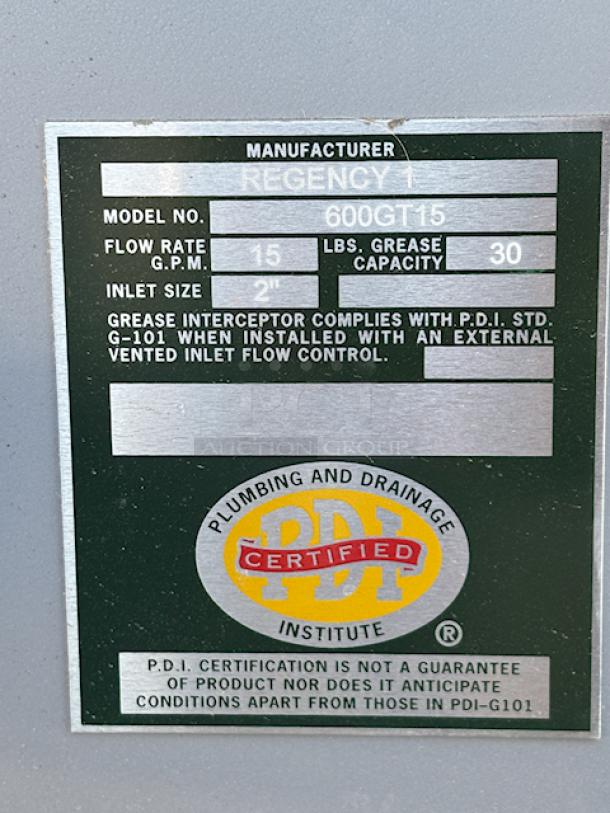 MANUFACTURER
REGENCY 1
MODEL NO. 600GT15
FLOW RATE G.P.M. 15 LBS. GREASE CAPACITY 30
INLET SIZE 2"
GREASE INTERCEPTOR COMPLIES WITH P.D.I. STD.
G-101 WHEN INSTALLED WITH AN EXTERNAL
VENTED INLET FLOW CONTROL.
AUCTION GROUP
PLUMBING AND DRAINAGE
PDI
CERTIFIED
INSTITUTE
®
P.D.I. CERTIFICATION IS NOT A GUARANTEE
OF PRODUCT NOR DOES IT ANTICIPATE
CONDITIONS APART FROM THOSE IN PDI-G101